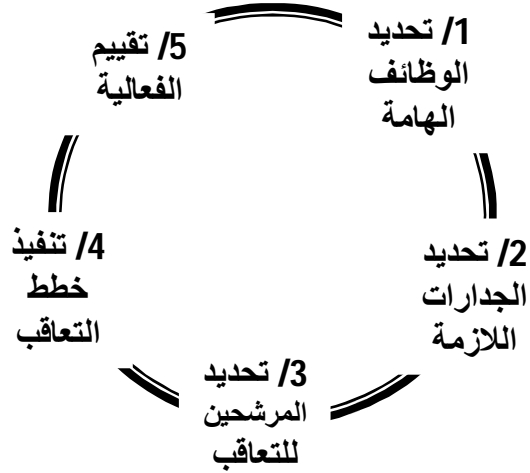 1/ تحديد
الوظائف
الهامة
2/ تحديد
الجدارات
اللازمة
3/ تحديد
المرشحين
للتعاقب
4/ تنفيذ
خطط
التعاقب
5/ تقييم
الفعالية